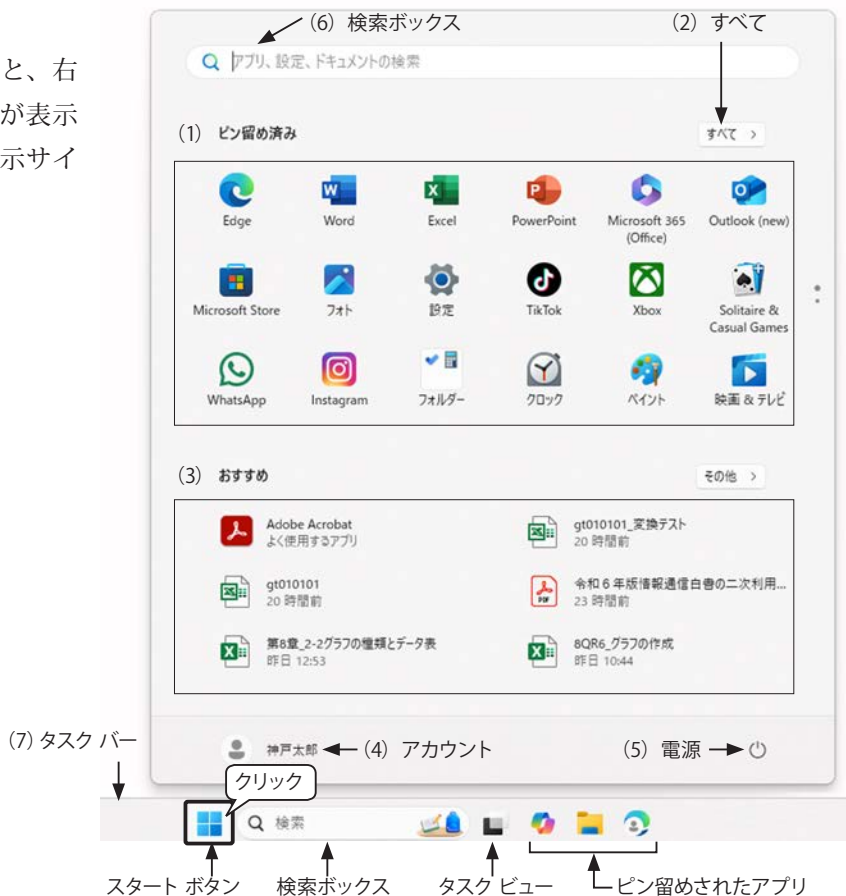 (6) 検索ボックス
(2) すべて
と、右
が表示
示サイ
アプリ、設定、ドキュメントの検索
(1) ピン留め済み
すべて >
Edge
Word
Excel
PowerPoint
Microsoft 365
(Office)
Outlook (new)
Microsoft Store
フォト
設定
TikTok
Xbox
Solitaire &
Casual Games
WhatsApp
Instagram
フォルダー
クロック
ペイント
映画 & テレビ
(3) おすすめ
その他 >
Adobe Acrobat
よく使用するアプリ
gt010101_変換テスト
20 時間前
gt010101
20 時間前
令和6年版情報通信白書の二次利用...
23 時間前
第8章_2-2グラフの種類とデータ表
昨日 12:53
8QR6_グラフの作成
昨日 10:44
神戸太郎
(4) アカウント
(5) 電源
(7) タスク バー
クリック
検索
スタート ボタン
検索ボックス
タスク ビュー
ピン留めされたアプリ